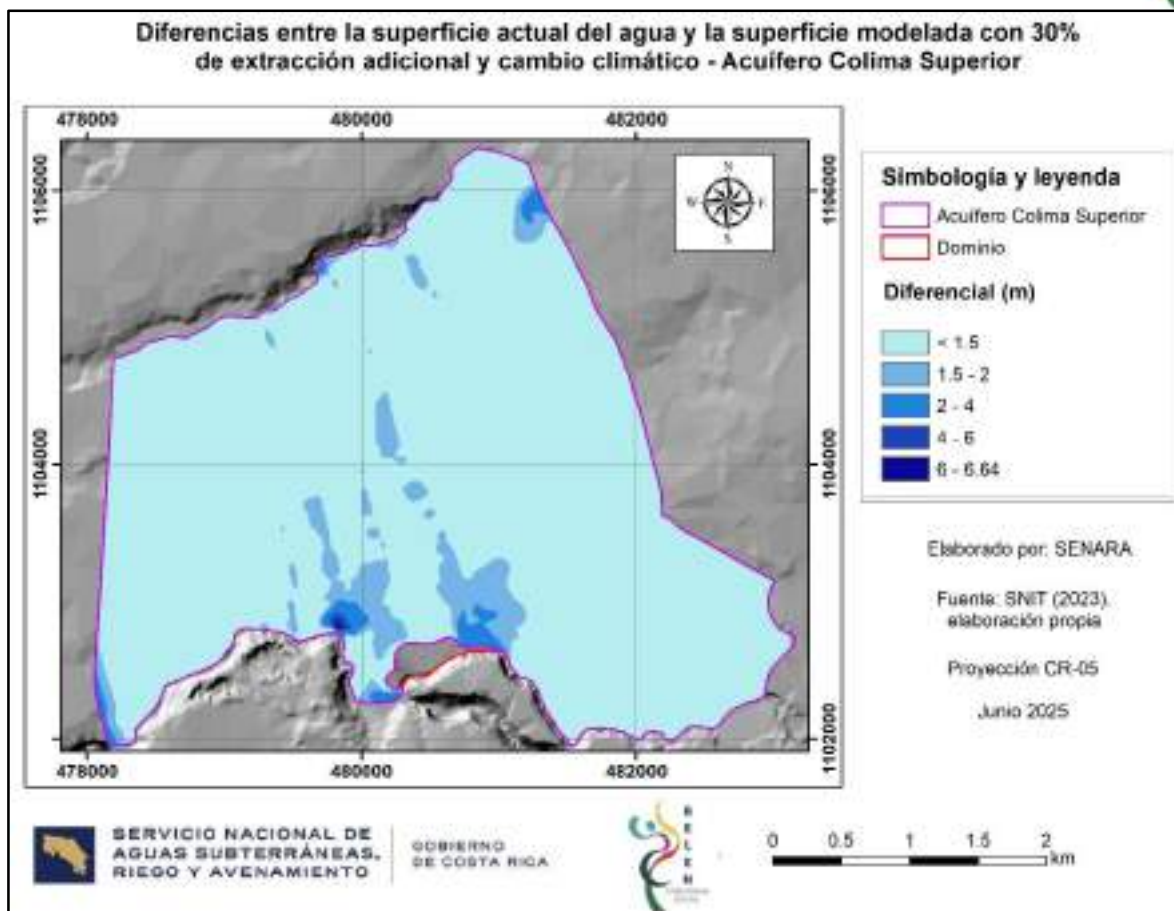 Diferencias entre la superficie actual del agua y la superficie modelada con 30%
de extracción adicional y cambio climático - Acuífero Colima Superior
478000 480000 482000
1106000 1106000
1104000 1104000
1102000
478000 480000 482000
N
W E
S
Simbología y leyenda
Acuífero Colima Superior
Dominio
Diferencial (m)
< 1.5
1.5 - 2
2 - 4
4 - 6
6 - 6.64
Elaborado por: SENARA
Fuente: SNIT (2023),
elaboración propia
Proyección CR-05
Junio 2025
SERVICIO NACIONAL DE
AGUAS SUBTERRÁNEAS,
RIEGO Y AVENAMIENTO
GOBIERNO
DE COSTA RICA
BELEN
0 0.5 1 1.5 2
km